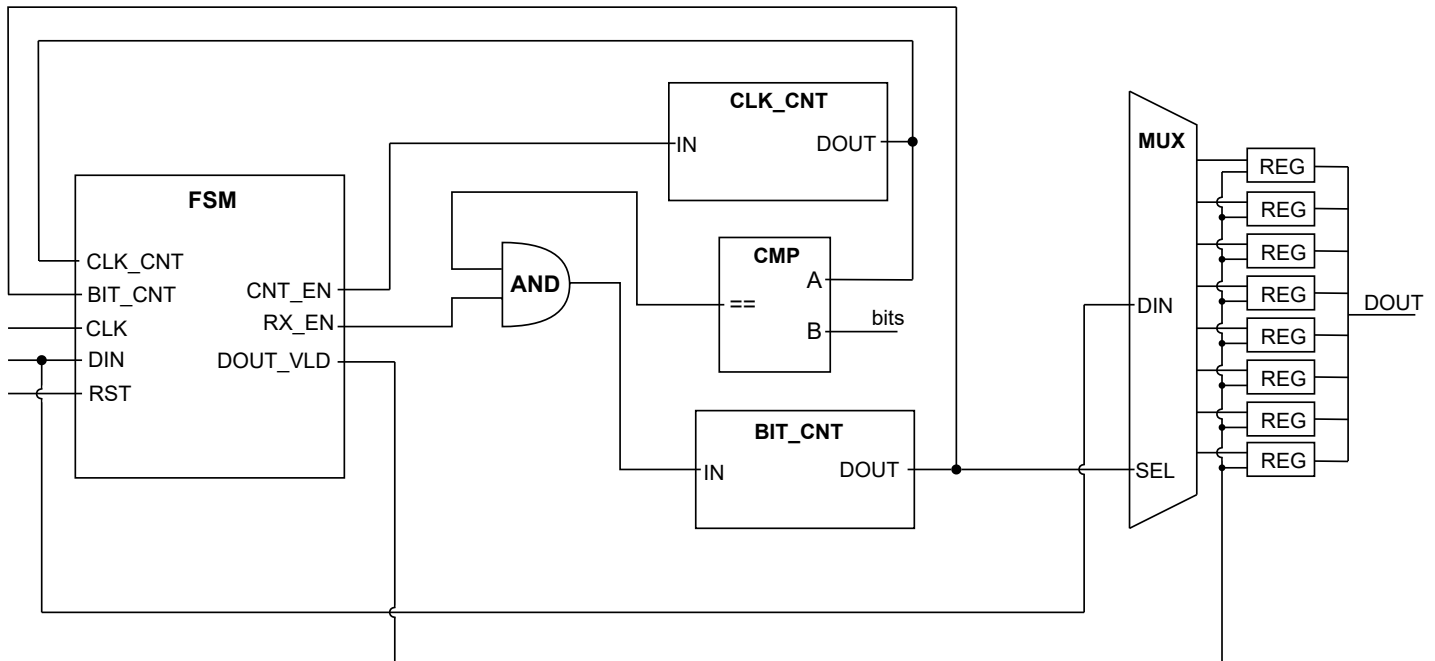 FSM
CLK_CNT
BIT_CNT
CLK
DIN
RST
CNT_EN
RX_EN
DOUT_VLD
AND
CLK_CNT
IN
DOUT
CMP
A
==
B
bits
BIT_CNT
IN
DOUT
MUX
DIN
SEL
REG
REG
REG
REG
REG
REG
REG
REG
DOUT